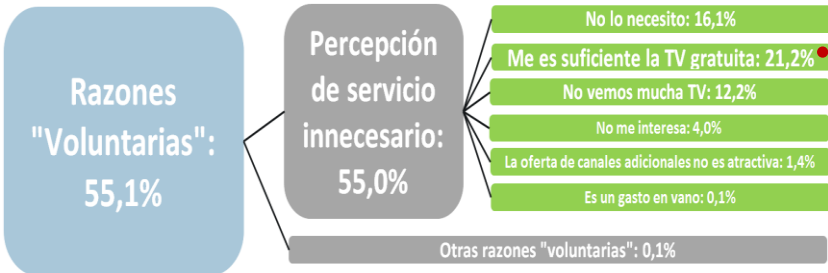 Razones
"Voluntarias":
55,1%
Percepción
de servicio
innecesario:
55,0%
No lo necesito: 16,1%
Me es suficiente la TV gratuita: 21,2%
No vemos mucha TV: 12,2%
No me interesa: 4,0%
La oferta de canales adicionales no es atractiva: 1,4%
Es un gasto en vano: 0,1%
Otras razones "voluntarias": 0,1%